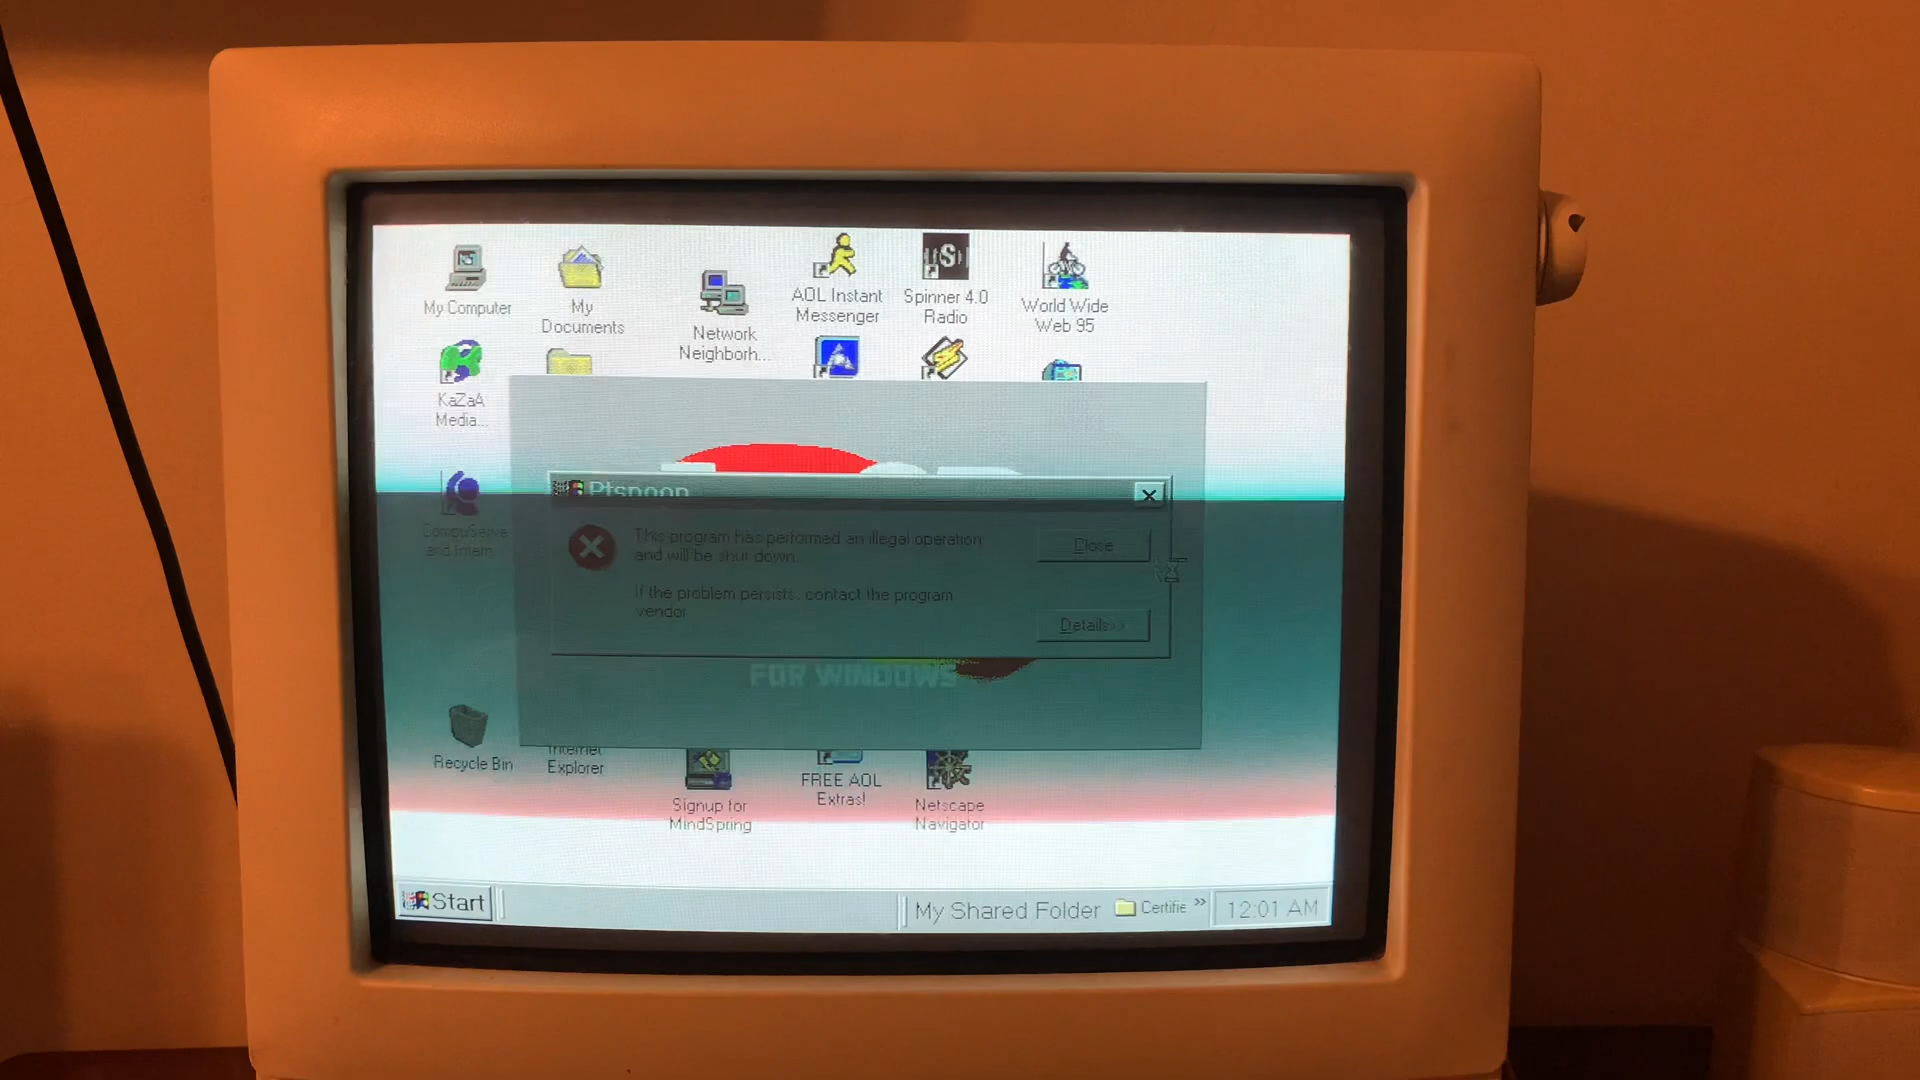 My Computer
My
Documents
Network
Neighborh...
AOL Instant
Messenger
Spinner 4.0
Radio
World Wide
Web 95
KaZaA
Media...
CompuServe
and Intern...
Ptspoon
This program has performed an illegal operation
and will be shut down.
If the problem persists, contact the program
vendor.
Close
Details>>
FOR WINDOWS
Recycle Bin
Internet
Explorer
Signup for
MindSpring
FREE AOL
Extras!
Netscape
Navigator
Start
My Shared Folder
Certifie
12:01 AM